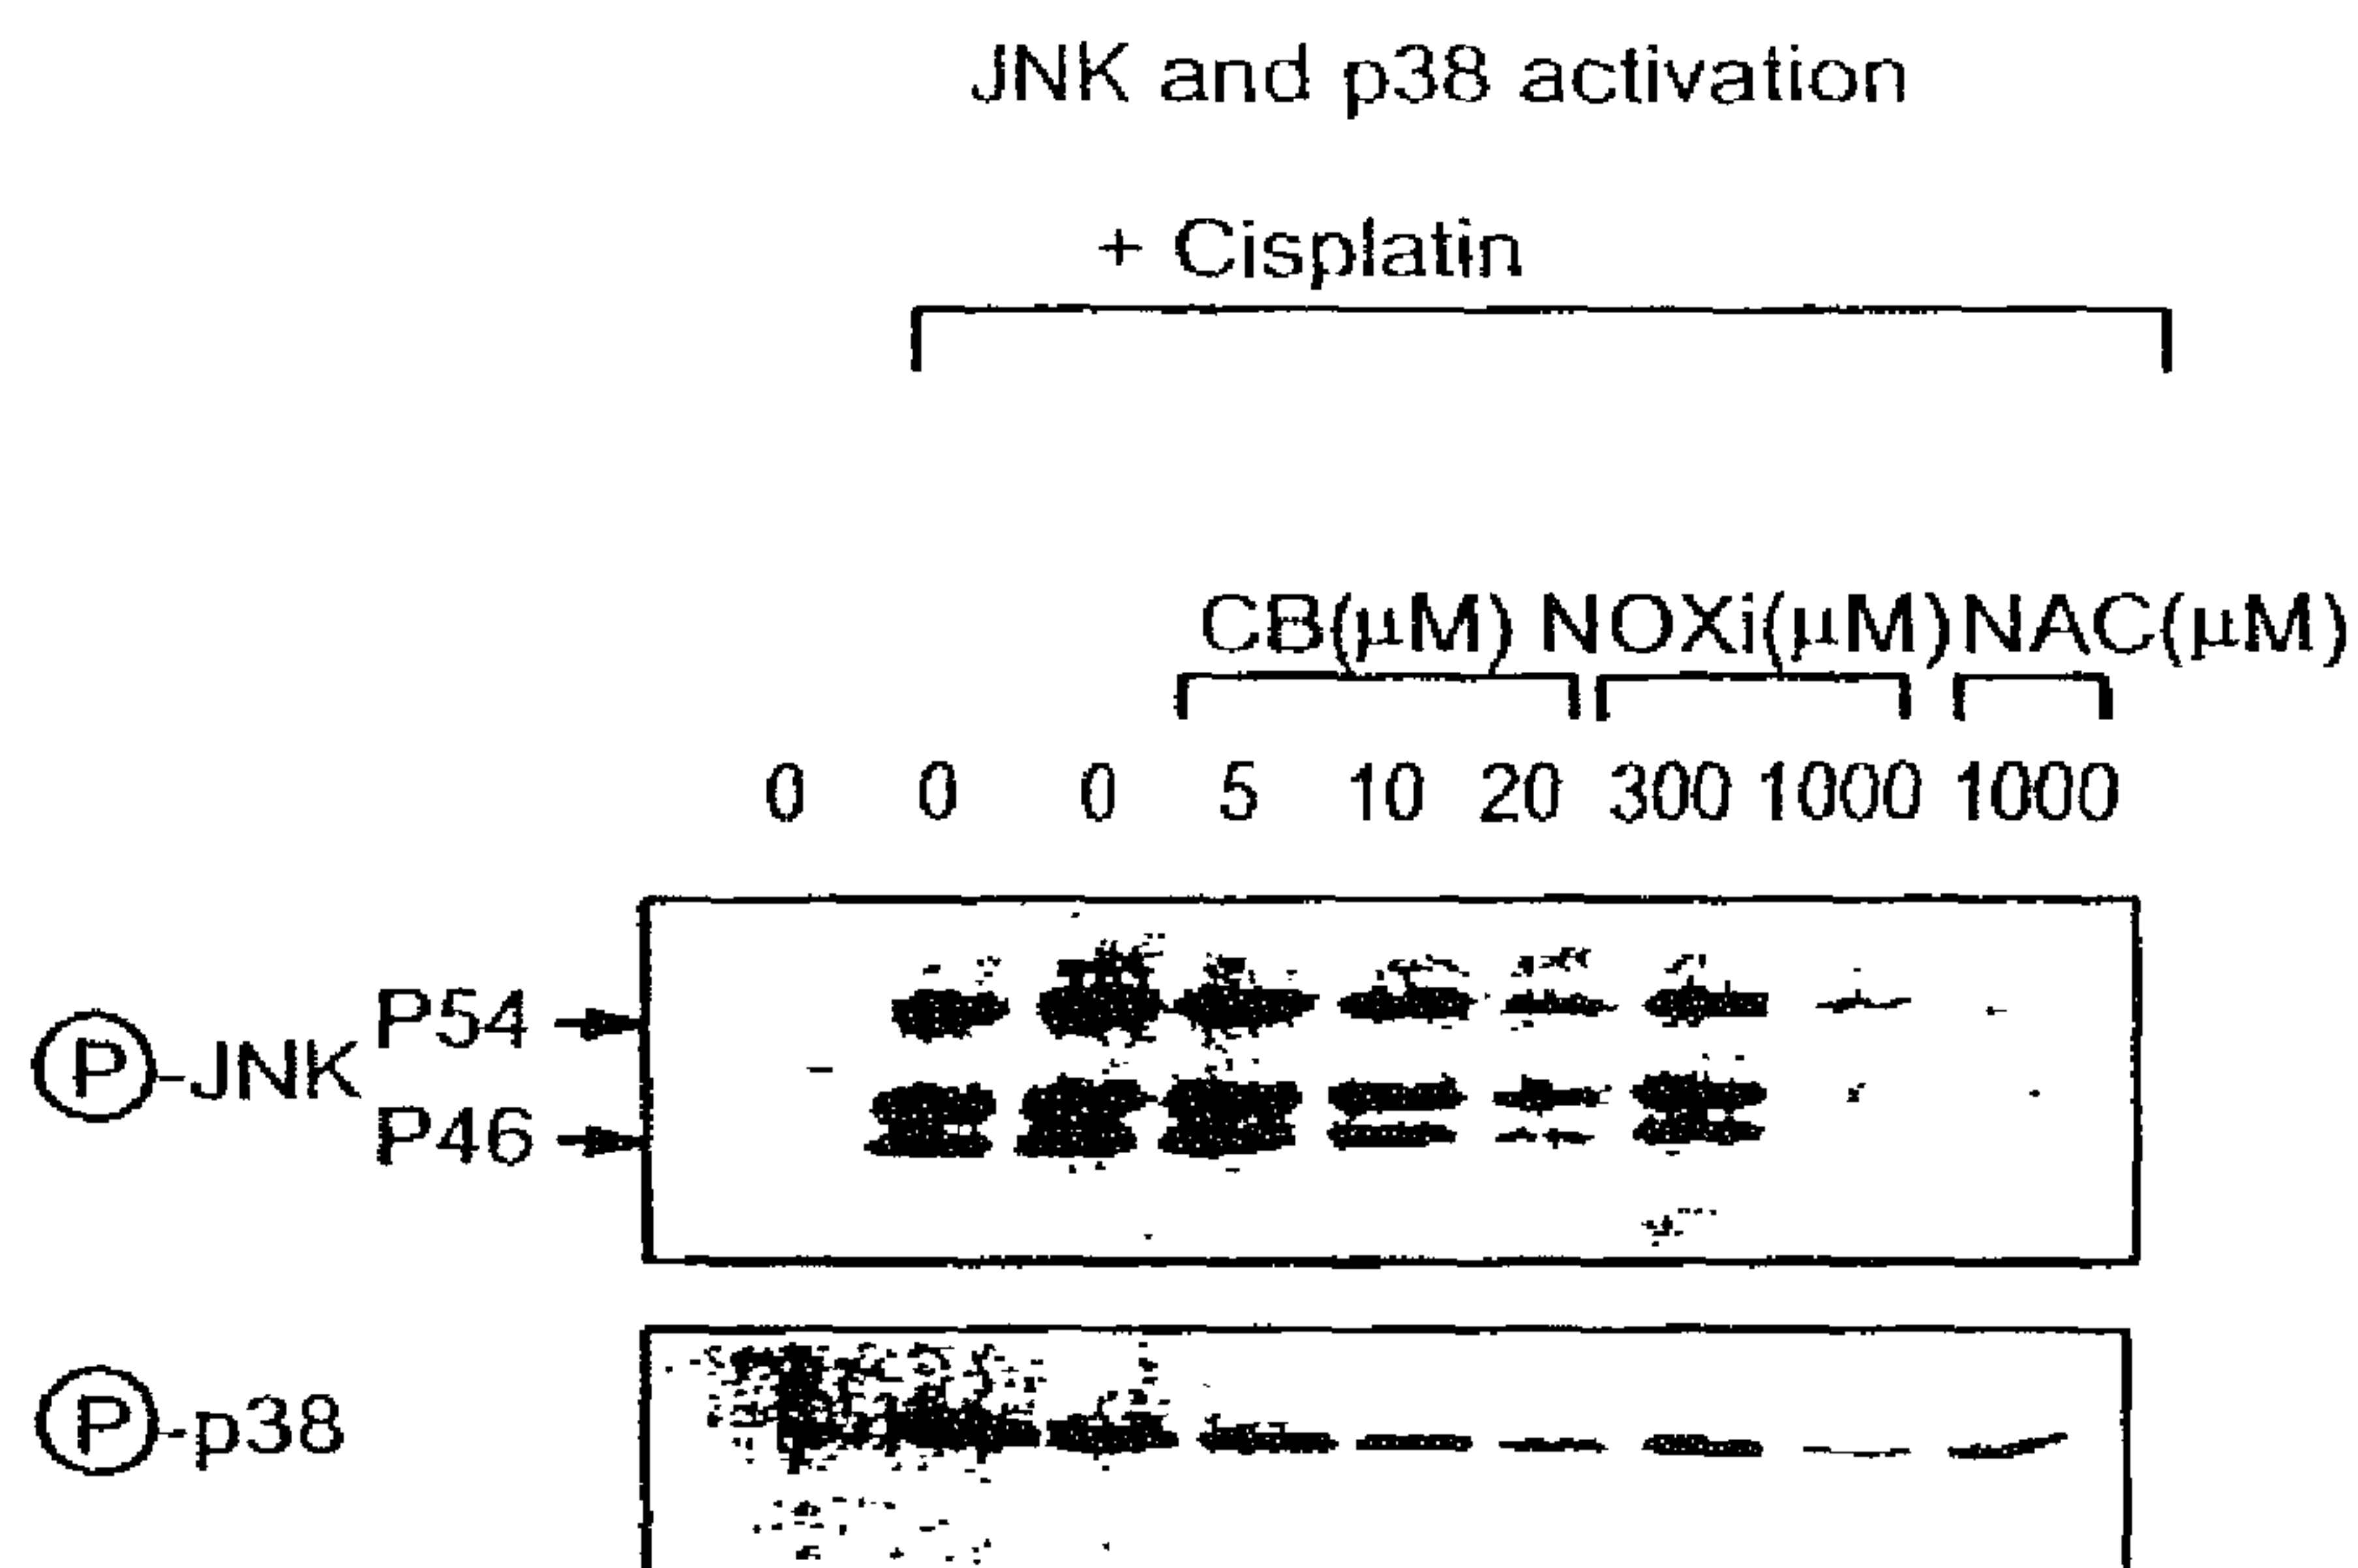 JNK and p38 activation
+ Cisplatin
CB(μM) NOXi(μM) NAC(μM)
0 0 0 5 10 20 300 1000 1000
P54
Ⓟ-JNK
P46
Ⓟ-p38